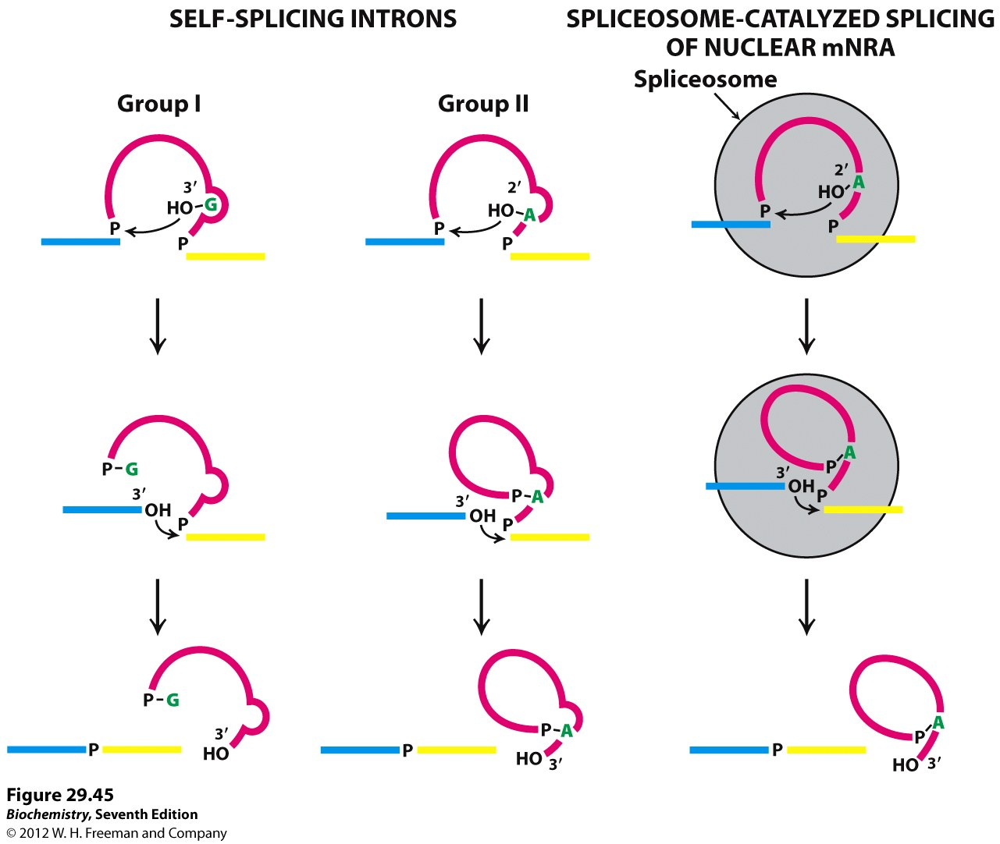 SELF-SPLICING INTRONS
SPLICEOSOME-CATALYZED SPLICING
OF NUCLEAR mNRA
Spliceosome
Group I
Group II
3′
HO
G
P
P
2′
HO
A
P
P
2′
HO
A
P
P
P
G
3′
OH
P
P
A
3′
OH
P
P
A
3′
OH
P
P
G
3′
HO
P
P
A
HO
3′
P
P
A
HO
3′
P
Figure 29.45
Biochemistry, Seventh Edition
© 2012 W. H. Freeman and Company